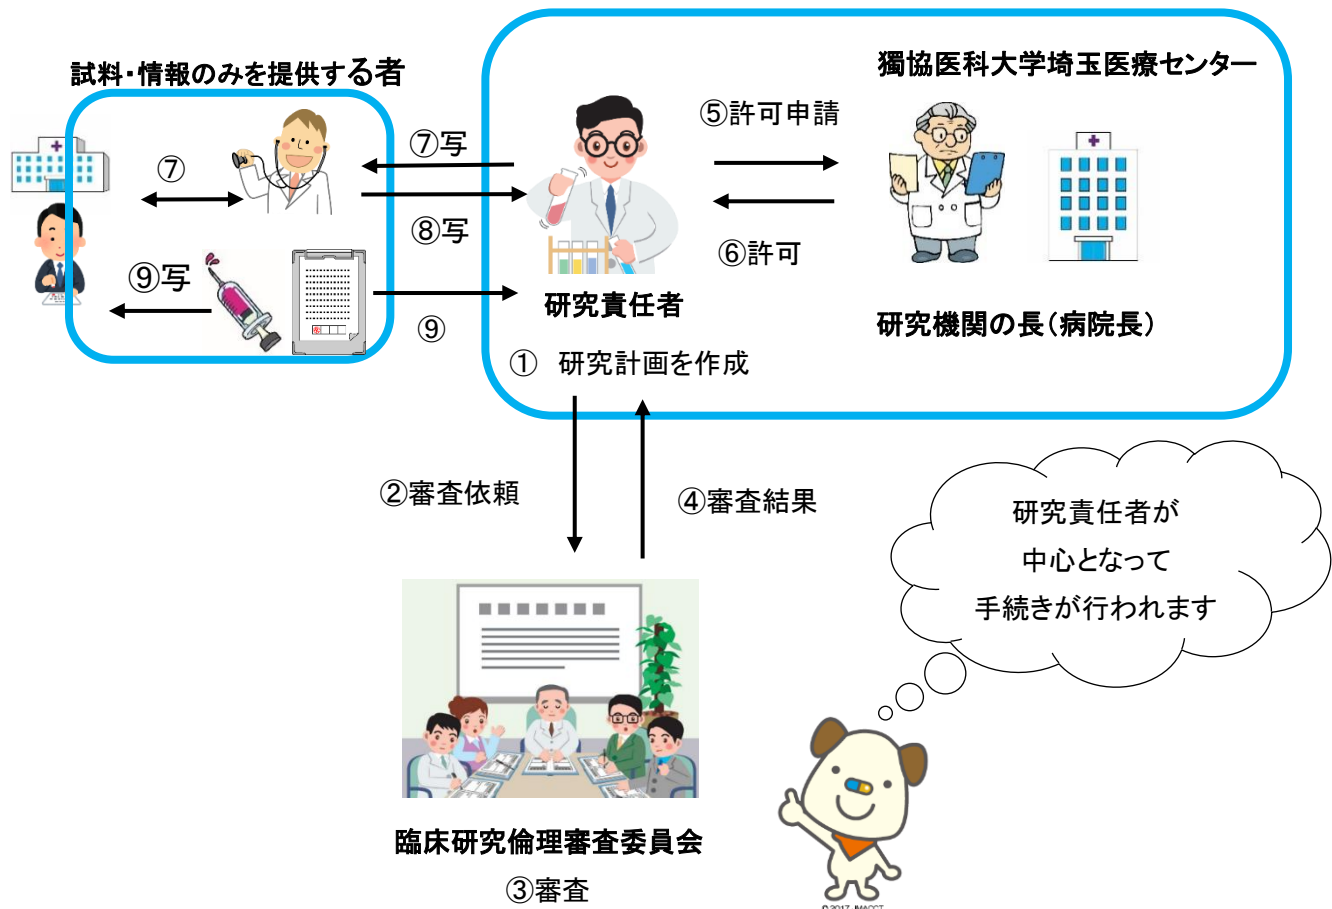 試料・情報のみを提供する者
獨協医科大学埼玉医療センター
⑤許可申請
⑦写
⑦
⑧写
⑥許可
⑨写
⑨
研究責任者
研究機関の長(病院長)
① 研究計画を作成
②審査依頼
④審査結果
研究責任者が
中心となって
手続きが行われます
臨床研究倫理審査委員会
③審査